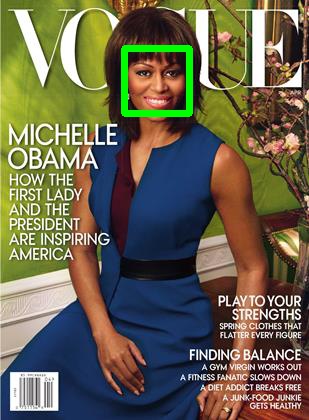 VOGUE
APR
MICHELLE
OBAMA
HOW THE
FIRST LADY
AND THE
PRESIDENT
ARE INSPIRING
AMERICA
PLAY TO YOUR
STRENGTHS
SPRING CLOTHES THAT
FLATTER EVERY FIGURE
FINDING BALANCE
A GYM VIRGIN WORKS OUT
A FITNESS FANATIC SLOWS DOWN
A DIET ADDICT BREAKS FREE
A JUNK-FOOD JUNKIE
GETS HEALTHY
04>